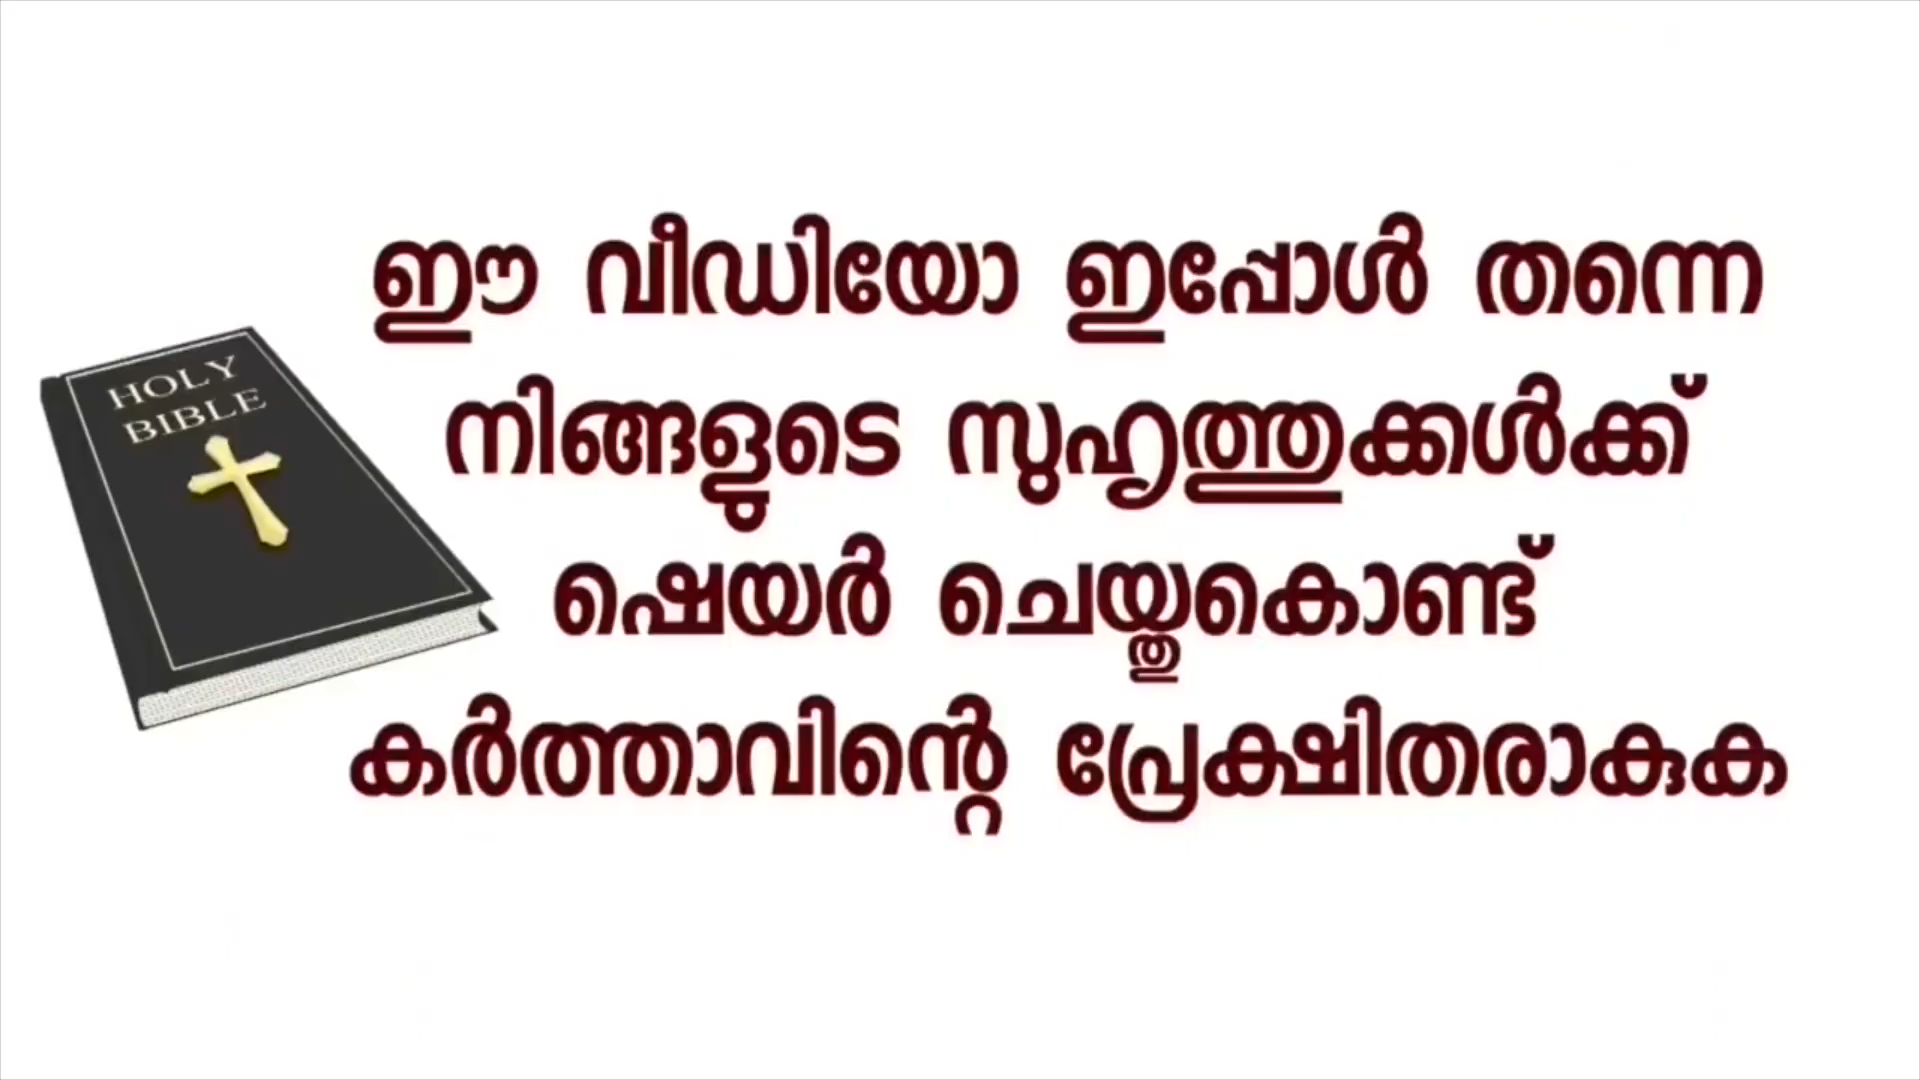 HOLY
BIBLE
ഈ വീഡിയോ ഇപ്പോൾ തന്നെ
നിങ്ങളുടെ സുഹൃത്തുക്കൾക്ക്
ഷെയർ ചെയ്തുകൊണ്ട്
കർത്താവിന്റെ പ്രേക്ഷിതരാകുക